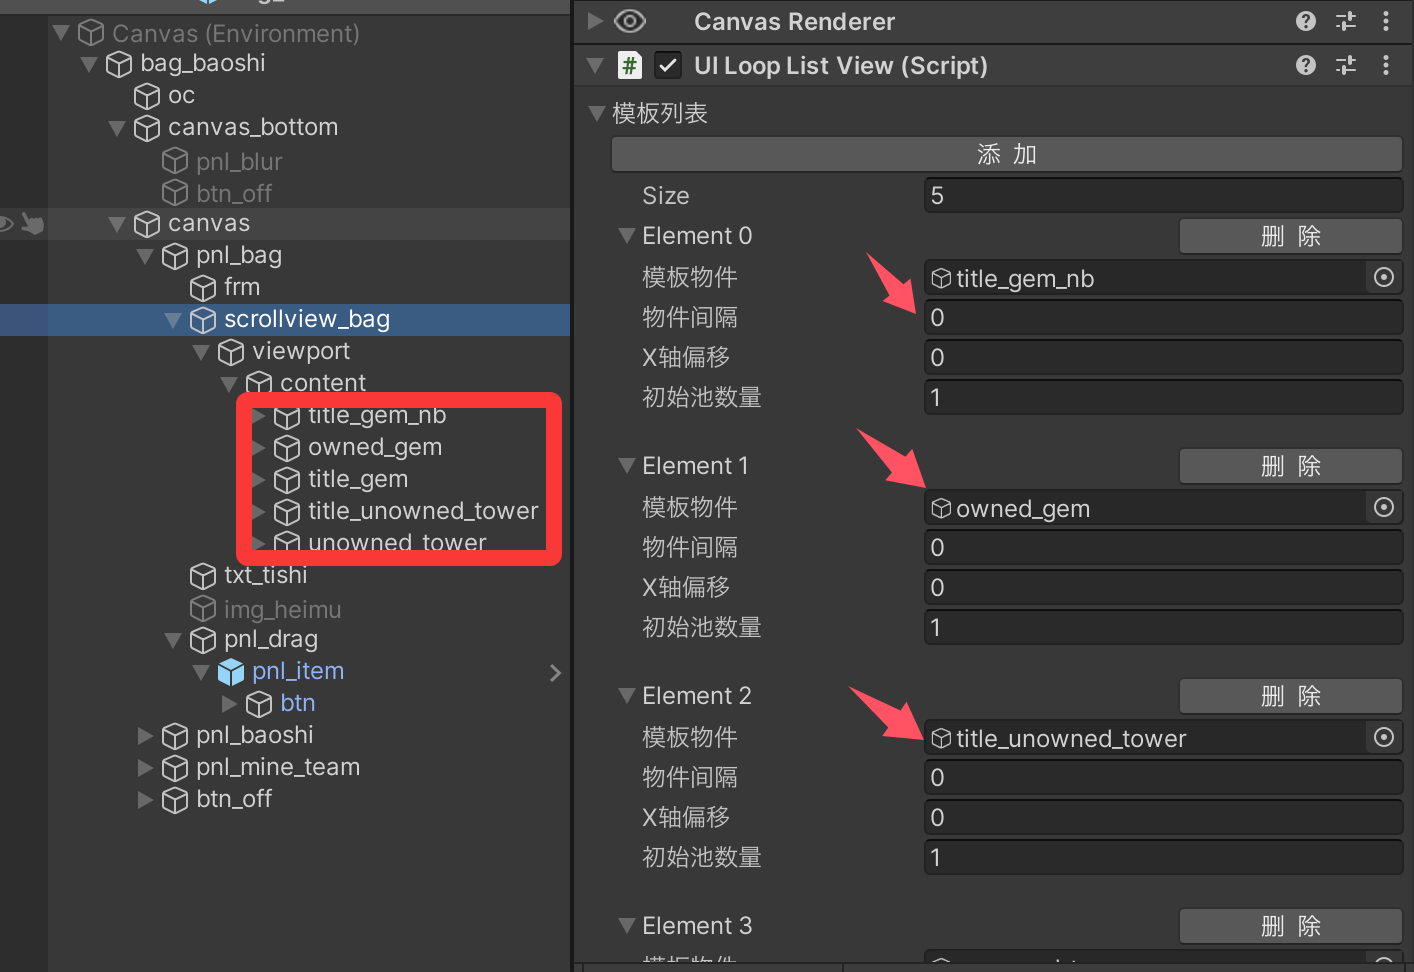 Canvas (Environment)
bag_baoshi
oc
canvas_bottom
pnl_blur
btn_off
canvas
pnl_bag
frm
scrollview_bag
viewport
content
title_gem_nb
owned_gem
title_gem
title_unowned_tower
unowned_tower
txt_tishi
img_heimu
pnl_drag
pnl_item
btn
pnl_baoshi
pnl_mine_team
btn_off
Canvas Renderer
# UI Loop List View (Script)
模板列表
添 加
Size 5
Element 0 删 除
模板物件 title_gem_nb
物件间隔 0
X轴偏移 0
初始池数量 1
Element 1 删 除
模板物件 owned_gem
物件间隔 0
X轴偏移 0
初始池数量 1
Element 2 删 除
模板物件 title_unowned_tower
物件间隔 0
X轴偏移 0
初始池数量 1
Element 3 删 除
模板物件